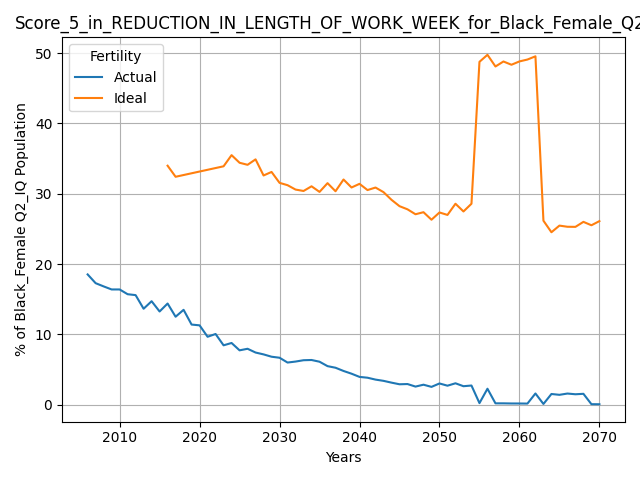 Score_5_in_REDUCTION_IN_LENGTH_OF_WORK_WEEK_for_Black_Female_Q2
Fertility
Actual
Ideal
% of Black_Female Q2_IQ Population
50
40
30
20
10
0
2010 2020 2030 2040 2050 2060 2070
Years